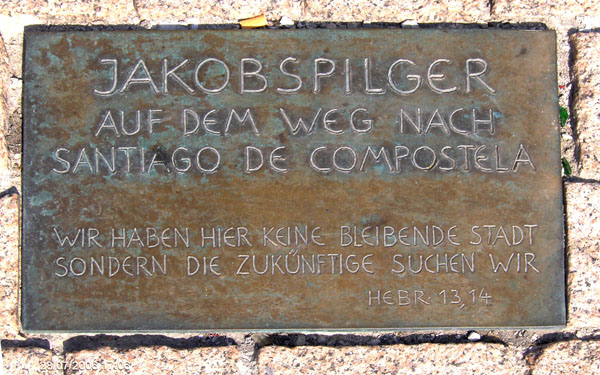 JAKOBSPILGER
AUF DEM WEG NACH
SANTIAGO DE COMPOSTELA
WIR HABEN HIER KEINE BLEIBENDE STADT
SONDERN DIE ZUKÜNFTIGE SUCHEN WIR
HEBR. 13,14